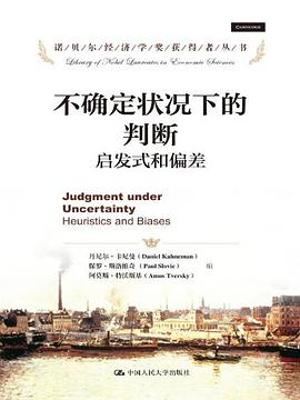 CAMBRIDGE
诺贝尔经济学奖获得者丛书
Library of Nobel Laureates in Economic Sciences
不确定状况下的
判断
启发式和偏差
Judgment under
Uncertainty
Heuristics and Biases
丹尼尔·卡尼曼（Daniel Kahneman）
保罗·斯洛维奇（Paul Slovic）
编
阿莫斯·特沃斯基（Amos Tversky）
中国人民大学出版社